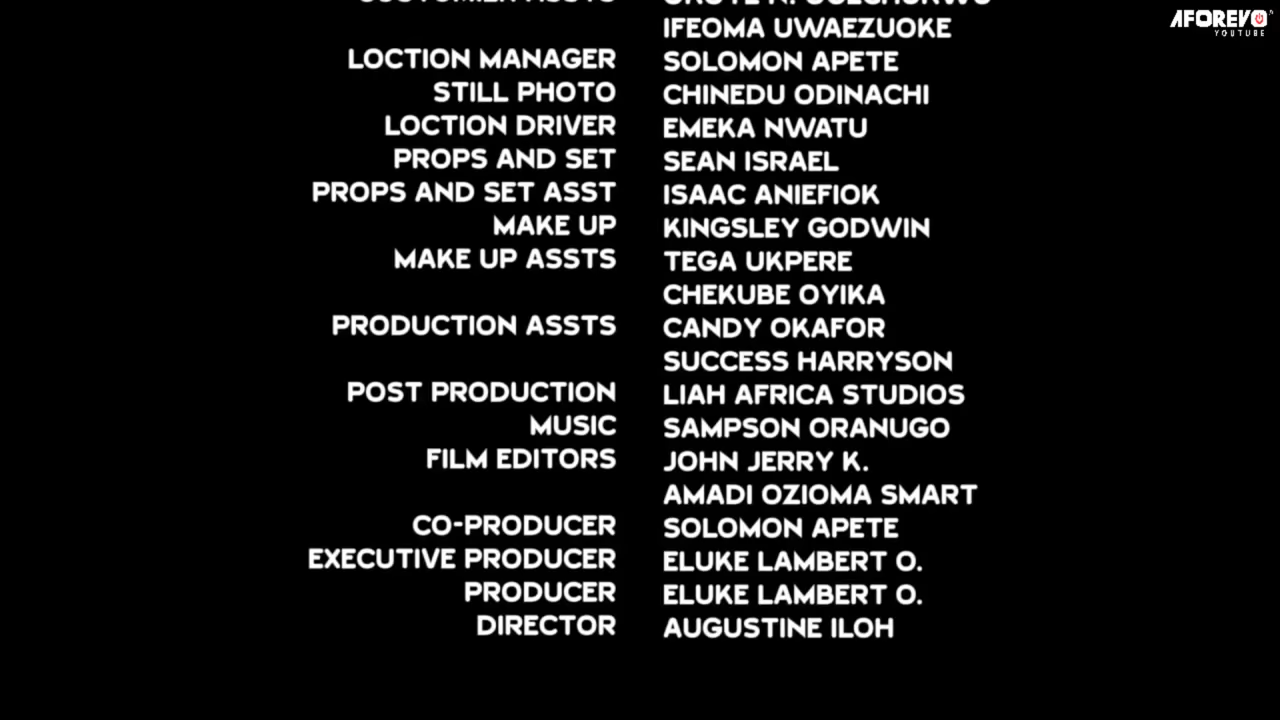 AFOREVO
YOUTUBE
IFEOMA UWAEZUOKE
LOCTION MANAGER SOLOMON APETE
STILL PHOTO CHINEDU ODINACHI
LOCTION DRIVER EMEKA NWATU
PROPS AND SET SEAN ISRAEL
PROPS AND SET ASST ISAAC ANIEFIOK
MAKE UP KINGSLEY GODWIN
MAKE UP ASSTS TEGA UKPERE
CHEKUBE OYIKA
PRODUCTION ASSTS CANDY OKAFOR
SUCCESS HARRYSON
POST PRODUCTION LIAH AFRICA STUDIOS
MUSIC SAMPSON ORANUGO
FILM EDITORS JOHN JERRY K.
AMADI OZIOMA SMART
CO-PRODUCER SOLOMON APETE
EXECUTIVE PRODUCER ELUKE LAMBERT O.
PRODUCER ELUKE LAMBERT O.
DIRECTOR AUGUSTINE ILOH